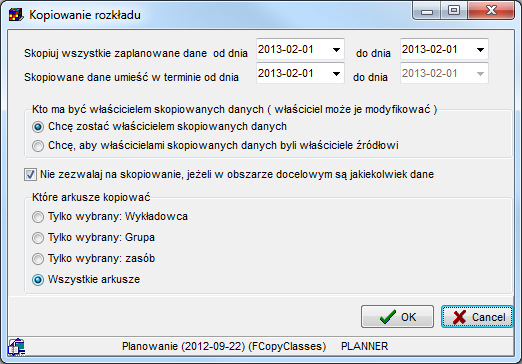 Kopiowanie rozkładu
Skopiuj wszystkie zaplanowane dane od dnia 2013-02-01 do dnia 2013-02-01
Skopiowane dane umieść w terminie od dnia 2013-02-01 do dnia 2013-02-01
Kto ma być właścicielem skopiowanych danych ( właściciel może je modyfikować )
Chcę zostać właścicielem skopiowanych danych
Chcę, aby właścicielami skopiowanych danych byli właściciele źródłowi
Nie zezwalaj na skopiowanie, jeżeli w obszarze docelowym są jakiekolwiek dane
Które arkusze kopiować
Tylko wybrany: Wykładowca
Tylko wybrany: Grupa
Tylko wybrany: zasób
Wszystkie arkusze
OK Cancel
Planowanie (2012-09-22) (FCopyClasses) PLANNER